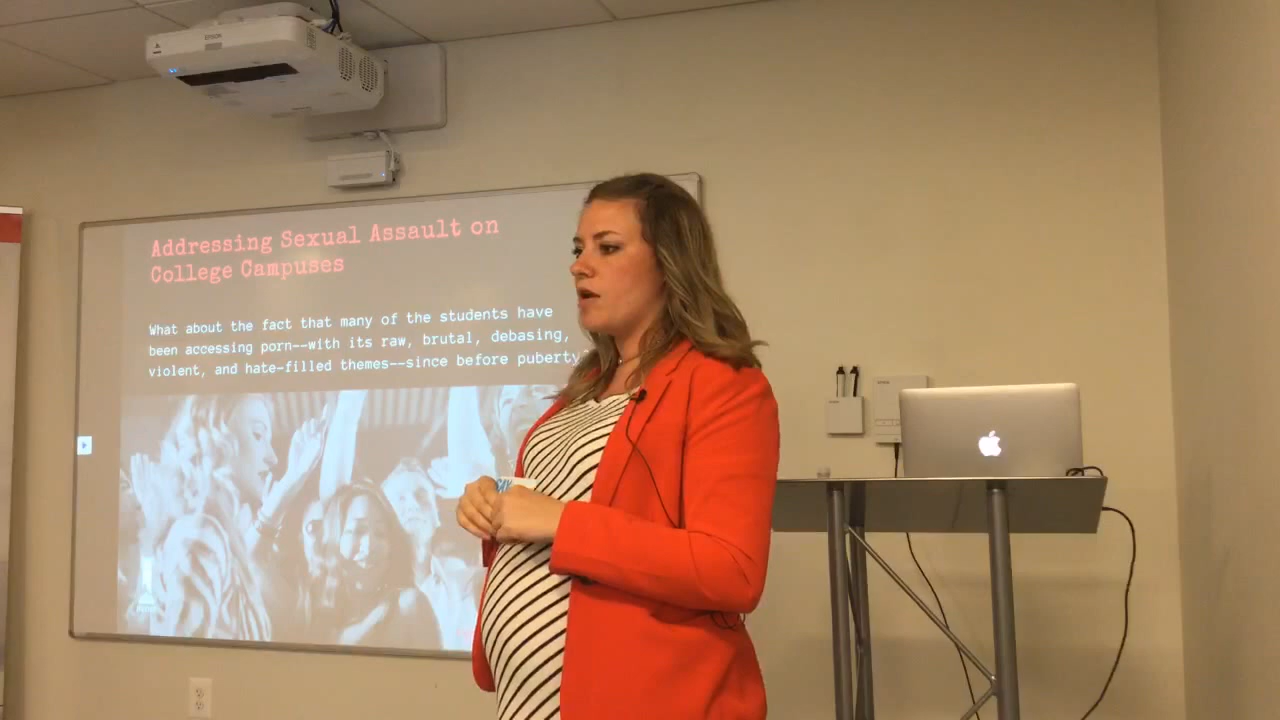 EPSON
Addressing Sexual Assault on
College Campuses
What about the fact that many of the students have
been accessing porn--with its raw, brutal, debasing,
violent, and hate-filled themes--since before puberty?